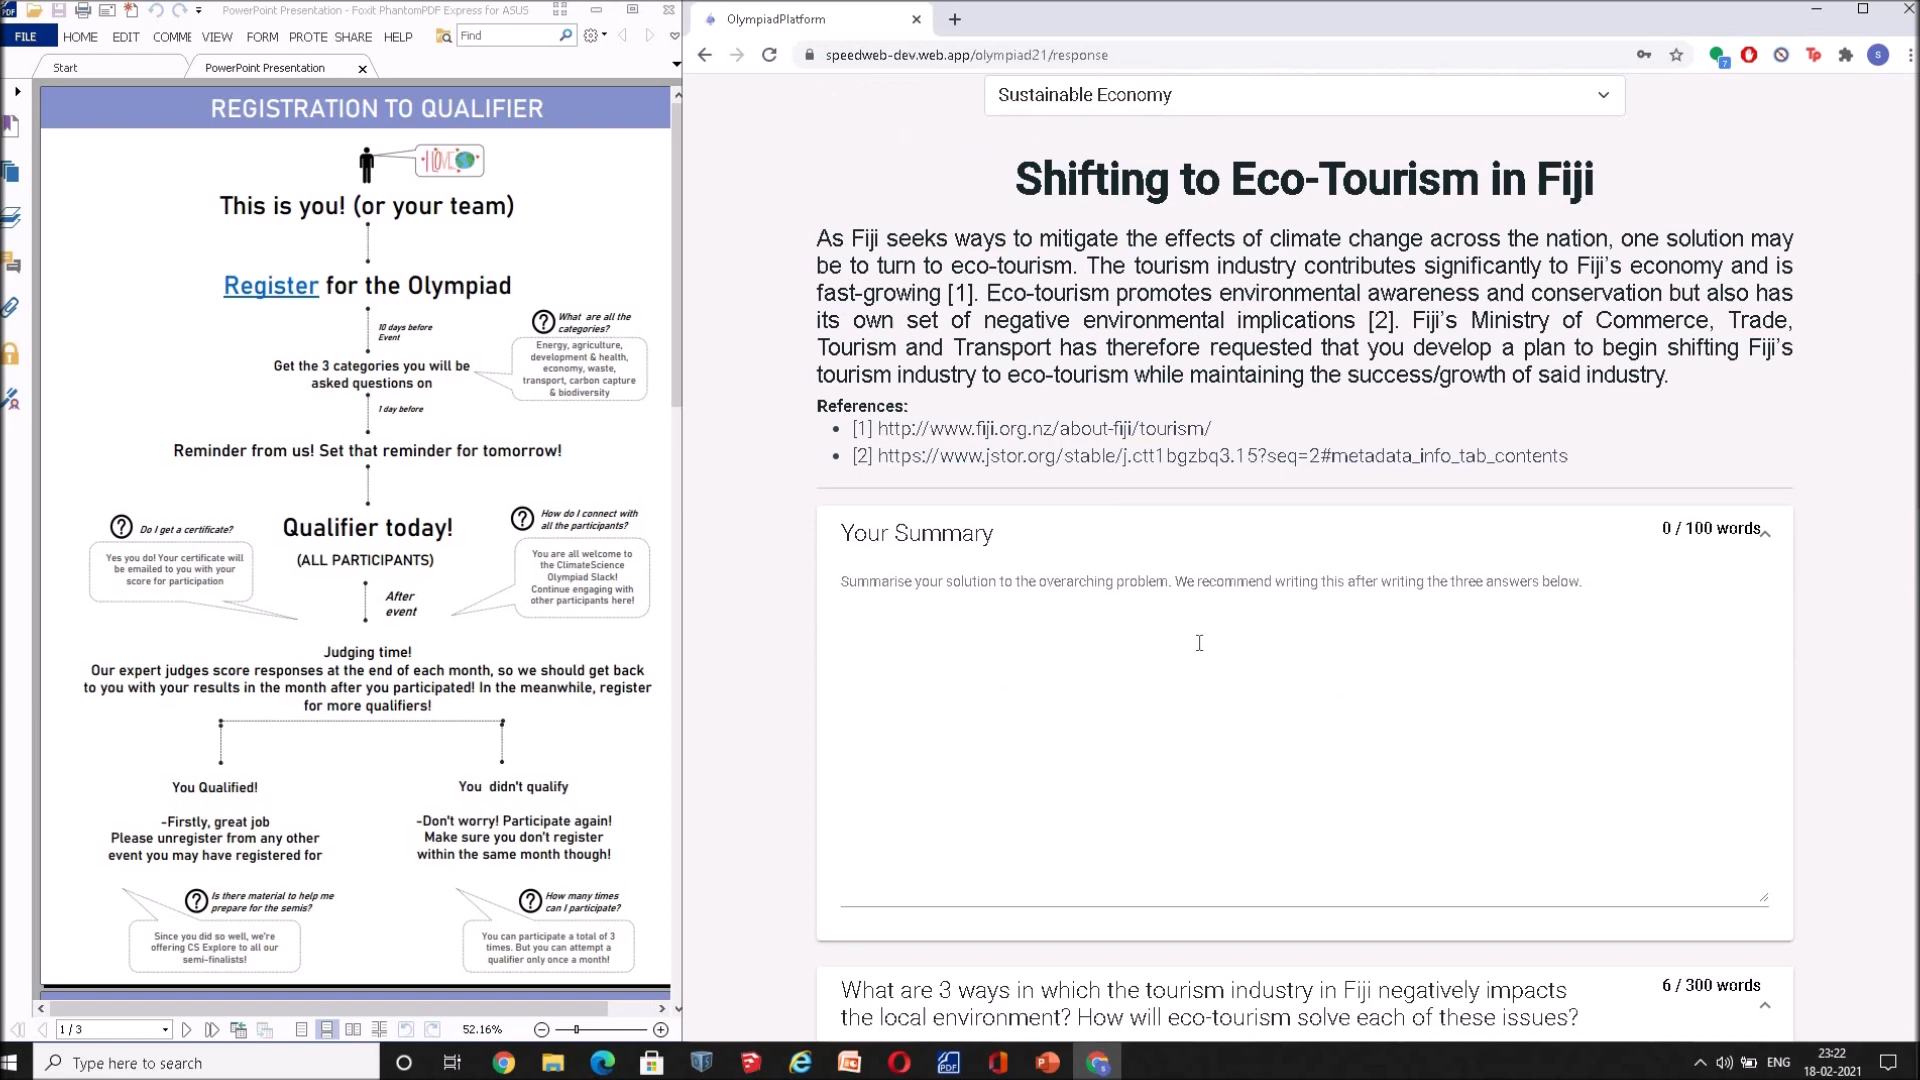 PowerPoint Presentation - Foxit PhantomPDF Express for ASUS
FILE HOME EDIT COMME VIEW FORM PROTE SHARE HELP Find
Start PowerPoint Presentation
REGISTRATION TO QUALIFIER
I LOVE
This is you! (or your team)
Register for the Olympiad
10 days before
Event
What are all the
categories?
Energy, agriculture,
development & health,
economy, waste,
transport, carbon capture
& biodiversity
Get the 3 categories you will be
asked questions on
1 day before
Reminder from us! Set that reminder for tomorrow!
Do I get a certificate?
Yes you do! Your certificate will
be emailed to you with your
score for participation
Qualifier today!
(ALL PARTICIPANTS)
How do I connect with
all the participants?
You are all welcome to
the ClimateScience
Olympiad Slack!
Continue engaging with
other participants here!
After
event
Judging time!
Our expert judges score responses at the end of each month, so we should get back
to you with your results in the month after you participated! In the meanwhile, register
for more qualifiers!
You Qualified!
-Firstly, great job
Please unregister from any other
event you may have registered for
Is there material to help me
prepare for the semis?
Since you did so well, we're
offering CS Explore to all our
semi-finalists!
You didn't qualify
-Don't worry! Participate again!
Make sure you don't register
within the same month though!
How many times
can I participate?
You can participate a total of 3
times. But you can attempt a
qualifier only once a month!
1 / 3
52.16%
OlympiadPlatform
speedweb-dev.web.app/olympiad21/response
7
Tp
S
Sustainable Economy
Shifting to Eco-Tourism in Fiji
As Fiji seeks ways to mitigate the effects of climate change across the nation, one solution may
be to turn to eco-tourism. The tourism industry contributes significantly to Fiji's economy and is
fast-growing [1]. Eco-tourism promotes environmental awareness and conservation but also has
its own set of negative environmental implications [2]. Fiji's Ministry of Commerce, Trade,
Tourism and Transport has therefore requested that you develop a plan to begin shifting Fiji's
tourism industry to eco-tourism while maintaining the success/growth of said industry.
References:
[1] http://www.fiji.org.nz/about-fiji/tourism/
[2] https://www.jstor.org/stable/j.ctt1bgzbq3.15?seq=2#metadata_info_tab_contents
Your Summary
0 / 100 words
Summarise your solution to the overarching problem. We recommend writing this after writing the three answers below.
What are 3 ways in which the tourism industry in Fiji negatively impacts
the local environment? How will eco-tourism solve each of these issues?
6 / 300 words
Type here to search
ENG
23:22
18-02-2021